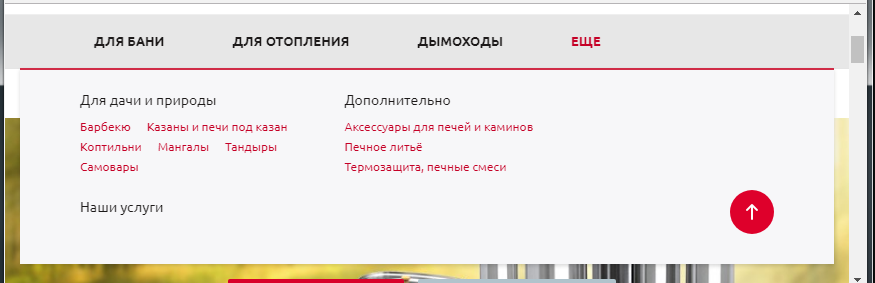 ДЛЯ БАНИ ДЛЯ ОТОПЛЕНИЯ ДЫМОХОДЫ ЕЩЕ
Для дачи и природы
Барбекю Казаны и печи под казан
Коптильни Мангалы Тандыры
Самовары
Наши услуги
Дополнительно
Аксессуары для печей и каминов
Печное литьё
Термозащита, печные смеси